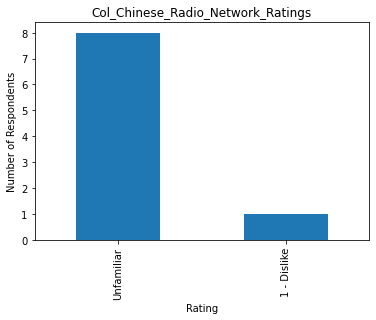 Col_Chinese_Radio_Network_Ratings
Number of Respondents
8
7
6
5
4
3
2
1
0
Unfamiliar
1 - Dislike
Rating